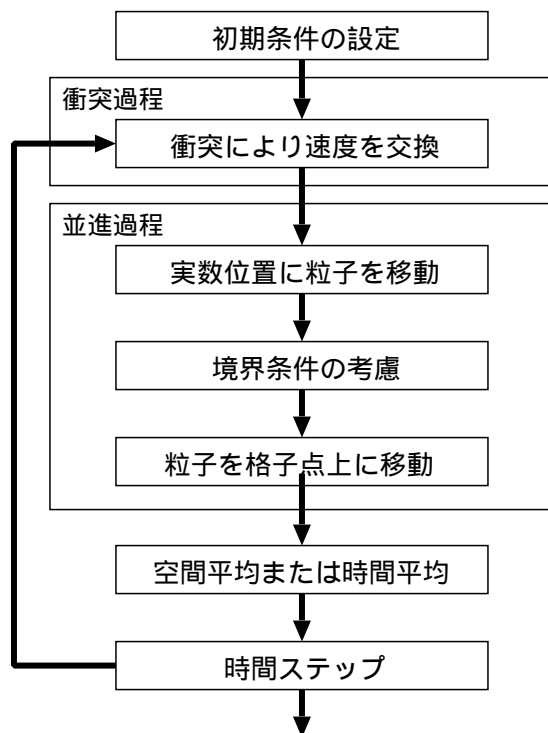 初期条件の設定
衝突過程
衝突により速度を交換
並進過程
実数位置に粒子を移動
境界条件の考慮
粒子を格子点上に移動
空間平均または時間平均
時間ステップ